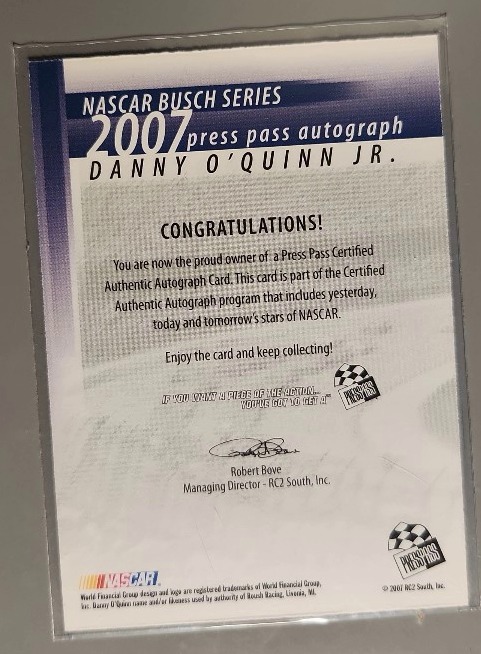 NASCAR BUSCH SERIES
2007 press pass autograph
DANNY O'QUINN JR.
CONGRATULATIONS!
You are now the proud owner of a Press Pass Certified
Authentic Autograph Card. This card is part of the Certified
Authentic Autograph program that includes yesterday,
today and tomorrow's stars of NASCAR.
Enjoy the card and keep collecting!
IF YOU WANT A PIECE OF THE ACTION...
YOU'VE GOT TO GET A™
PRESS PASS
Robert Bove
Managing Director - RC2 South, Inc.
PRESS PASS
NASCAR
World Financial Group design and logo are registered trademarks of World Financial Group,
Inc. Danny O'Quinn name and/or likeness used by authority of Roush Racing, Livonia, MI.
© 2007 RC2 South, Inc.